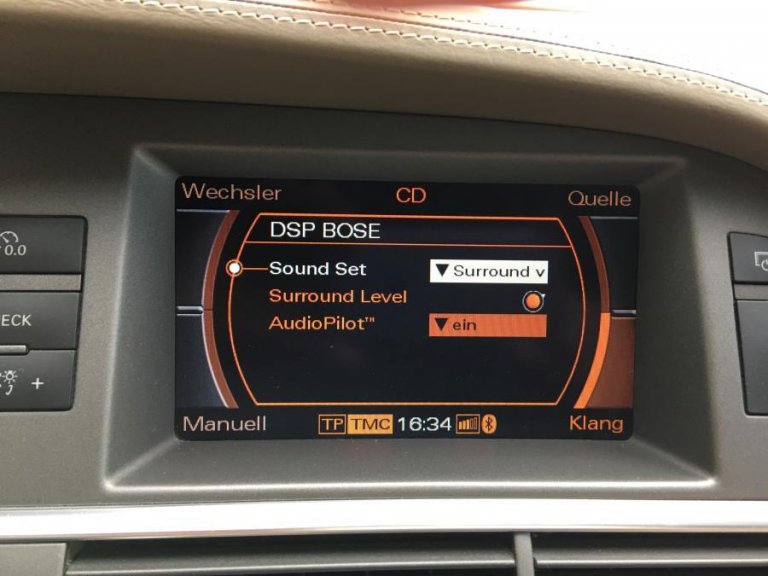 Wechsler CD Quelle
DSP BOSE
Sound Set ▼ Surround v
Surround Level
AudioPilot™ ▼ ein
Manuell TP TMC 16:34 Klang
0.0
ECK
+